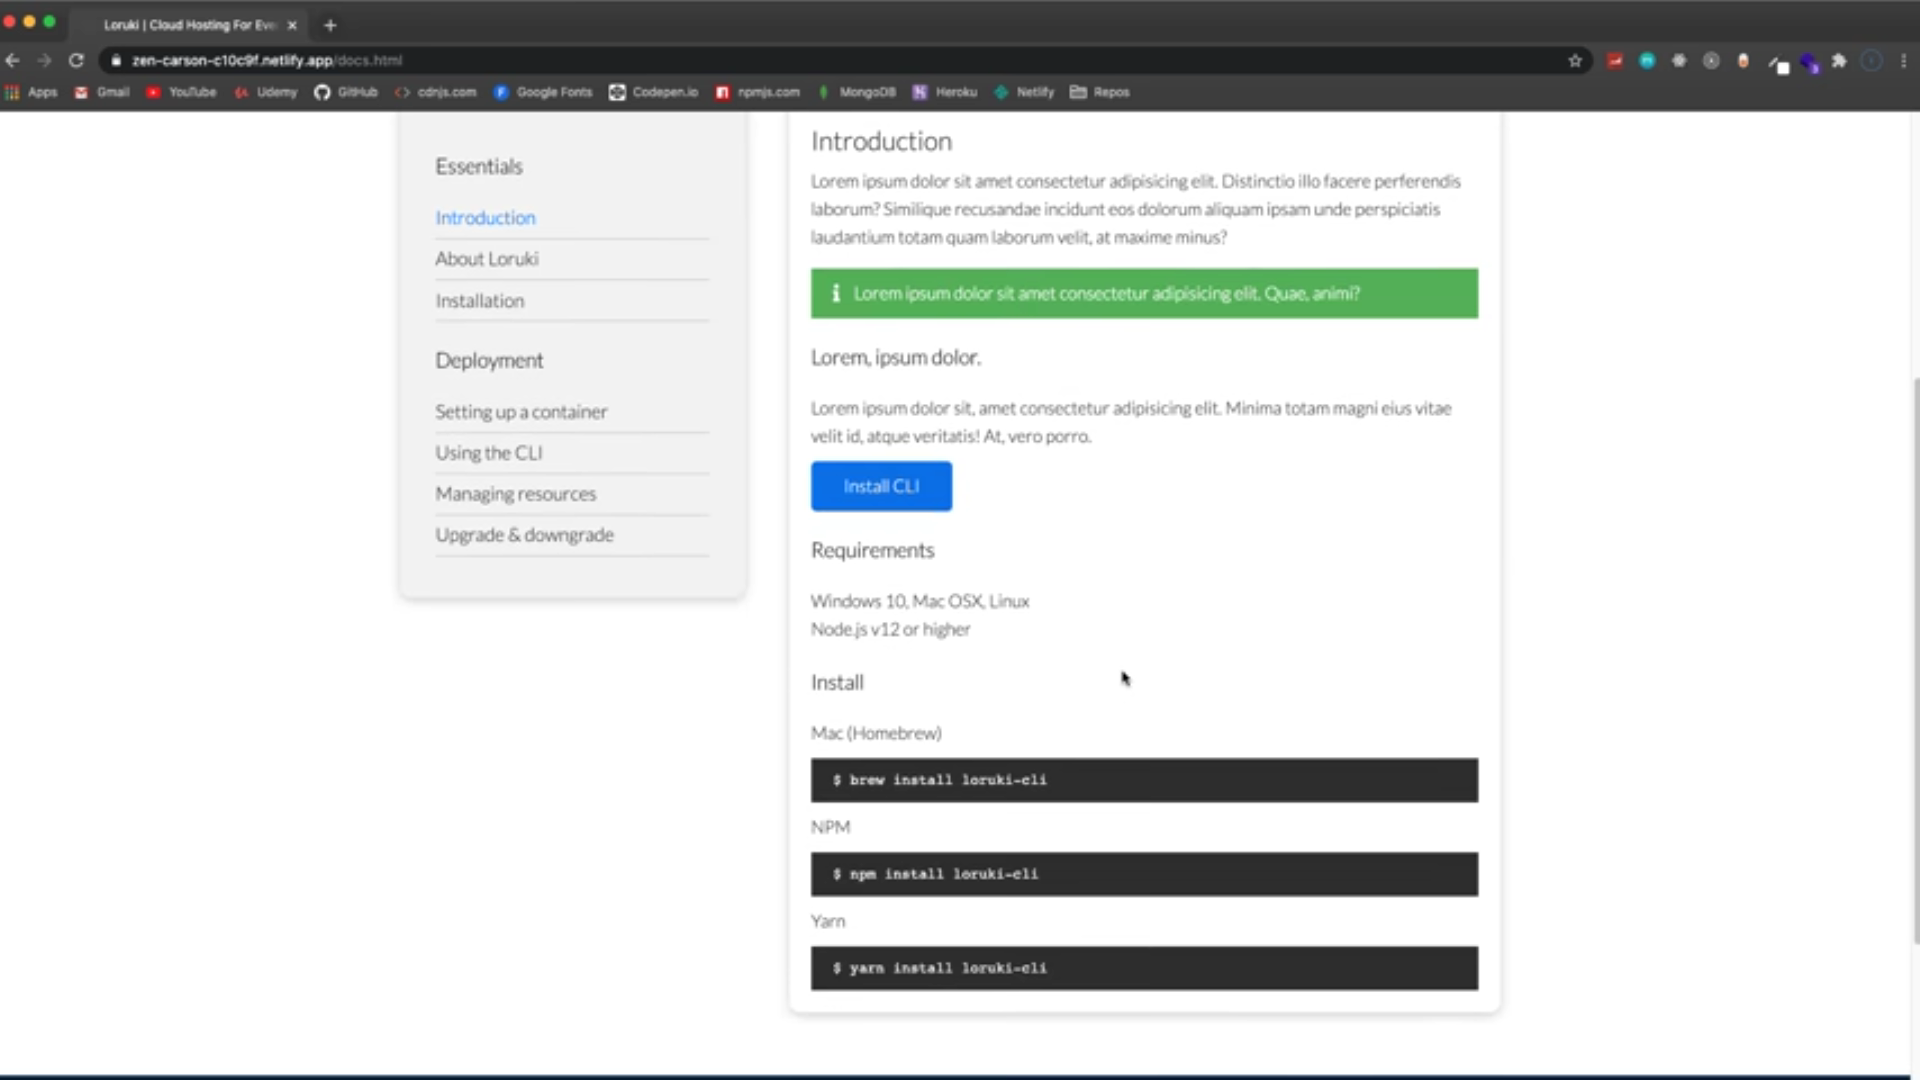 Loruki | Cloud Hosting For Eve
zen-carson-c10c9f.netlify.app/docs.html
Apps Gmail YouTube Udemy GitHub cdnjs.com Google Fonts Codepen.io npmjs.com MongoDB Heroku Netlify Repos
Essentials
Introduction
About Loruki
Installation
Deployment
Setting up a container
Using the CLI
Managing resources
Upgrade & downgrade
Introduction
Lorem ipsum dolor sit amet consectetur adipisicing elit. Distinctio illo facere perferendis
laborum? Similique recusandae incidunt eos dolorum aliquam ipsam unde perspiciatis
laudantium totam quam laborum velit, at maxime minus?
Lorem ipsum dolor sit amet consectetur adipisicing elit. Quae, animi?
Lorem, ipsum dolor.
Lorem ipsum dolor sit, amet consectetur adipisicing elit. Minima totam magni eius vitae
velit id, atque veritatis! At, vero porro.
Install CLI
Requirements
Windows 10, Mac OSX, Linux
Node.js v12 or higher
Install
Mac (Homebrew)
$ brew install loruki-cli
NPM
$ npm install loruki-cli
Yarn
$ yarn install loruki-cli